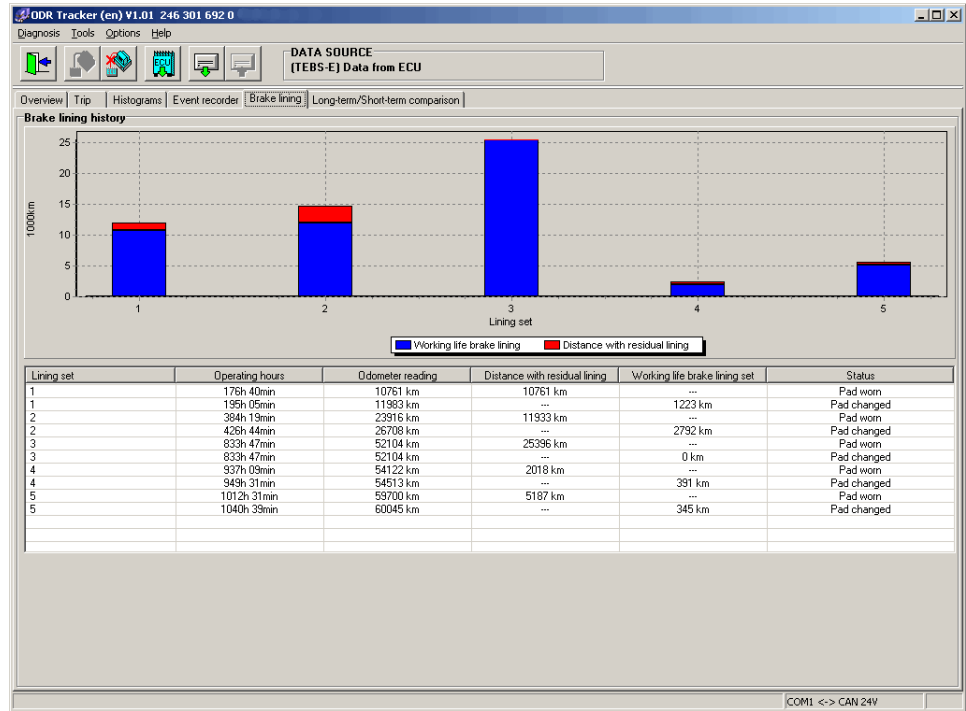 ODR Tracker (en) V1.01 246 301 692 0
Diagnosis Tools Options Help
DATA SOURCE
(TEBS-E) Data from ECU
ECU
Overview Trip Histograms Event recorder Brake lining Long-term/Short-term comparison
Brake lining history
25
20
15
10
5
0
1000km
1 2 3 4 5
Lining set
Working life brake lining Distance with residual lining
Lining set Operating hours Odometer reading Distance with residual lining Working life brake lining set Status
1 176h 40min 10761 km 10761 km --- Pad worn
1 195h 05min 11983 km --- 1223 km Pad changed
2 384h 19min 23916 km 11933 km --- Pad worn
2 426h 44min 26708 km --- 2792 km Pad changed
3 833h 47min 52104 km 25396 km --- Pad worn
3 833h 47min 52104 km --- 0 km Pad changed
4 937h 09min 54122 km 2018 km --- Pad worn
4 949h 31min 54513 km --- 391 km Pad changed
5 1012h 31min 59700 km 5187 km --- Pad worn
5 1040h 39min 60045 km --- 345 km Pad changed
COM1 <-> CAN 24V